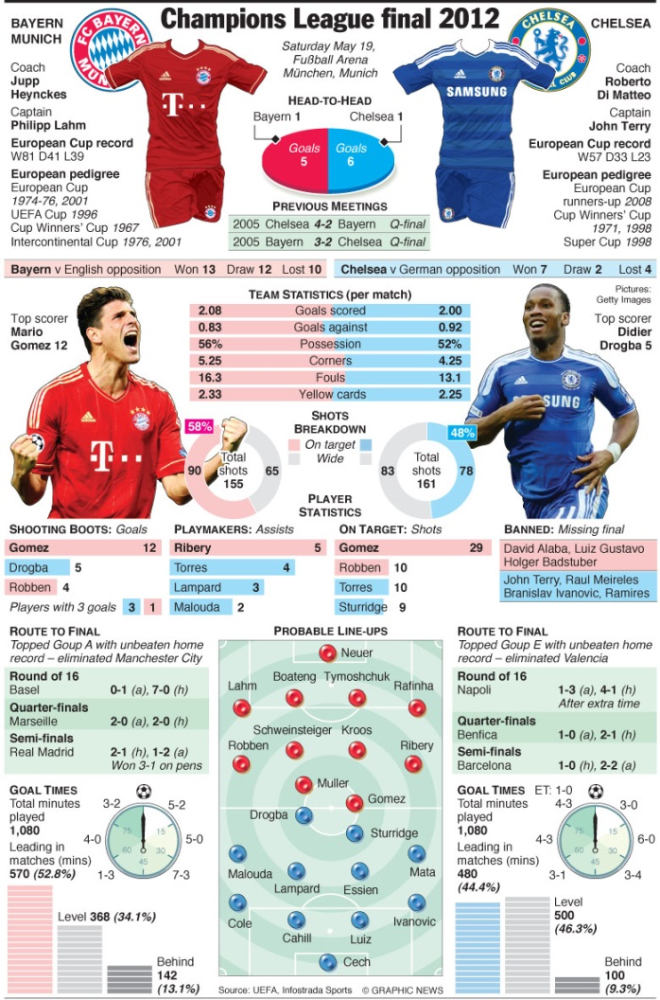 Champions League final 2012
BAYERN
MUNICH
FC BAYERN
MÜN
CHELSEA
CHELSEA
CLUB
Saturday May 19,
Fußball Arena
München, Munich
Coach
Jupp
Heynckes
Captain
Philipp Lahm
European Cup record
W81 D41 L39
European pedigree
European Cup
1974-76, 2001
UEFA Cup 1996
Cup Winners' Cup 1967
Intercontinental Cup 1976, 2001
adidas
T
adidas
SAMSUNG
HEAD-TO-HEAD
Bayern 1
Chelsea 1
Goals
5
Goals
6
PREVIOUS MEETINGS
2005 Chelsea 4-2 Bayern Q-final
2005 Bayern 3-2 Chelsea Q-final
Coach
Roberto
Di Matteo
Captain
John Terry
European Cup record
W57 D33 L23
European pedigree
European Cup
runners-up 2008
Cup Winners' Cup
1971, 1998
Super Cup 1998
Bayern v English opposition Won 13 Draw 12 Lost 10
Chelsea v German opposition Won 7 Draw 2 Lost 4
Pictures:
Getty Images
Top scorer
Mario
Gomez 12
Top scorer
Didier
Drogba 5
TEAM STATISTICS (per match)
2.08 Goals scored 2.00
0.83 Goals against 0.92
56% Possession 52%
5.25 Corners 4.25
16.3 Fouls 13.1
2.33 Yellow cards 2.25
T
SUNG
SHOTS
BREAKDOWN
On target
Wide
58%
90
Total
shots
155
65
48%
83
Total
shots
161
78
PLAYER
STATISTICS
SHOOTING BOOTS: Goals
Gomez 12
Drogba 5
Robben 4
Players with 3 goals 3 1
PLAYMAKERS: Assists
Ribery 5
Torres 4
Lampard 3
Malouda 2
ON TARGET: Shots
Gomez 29
Robben 10
Torres 10
Sturridge 9
BANNED: Missing final
David Alaba, Luiz Gustavo
Holger Badstuber
John Terry, Raul Meireles
Branislav Ivanovic, Ramires
ROUTE TO FINAL
Topped Goup A with unbeaten home
record – eliminated Manchester City
Round of 16
Basel 0-1 (a), 7-0 (h)
Quarter-finals
Marseille 2-0 (a), 2-0 (h)
Semi-finals
Real Madrid 2-1 (h), 1-2 (a)
Won 3-1 on pens
GOAL TIMES
Total minutes
played
1,080
Leading in
matches (mins)
570 (52.8%)
3-2
5-2
4-0
5-0
1-3
7-3
75
15
60
30
45
Level 368 (34.1%)
Behind
142
(13.1%)
PROBABLE LINE-UPS
Neuer
Lahm
Boateng
Tymoshchuk
Rafinha
Robben
Schweinsteiger
Kroos
Ribery
Muller
Gomez
Drogba
Sturridge
Malouda
Lampard
Essien
Mata
Cole
Cahill
Luiz
Ivanovic
Cech
Source: UEFA, Infostrada Sports © GRAPHIC NEWS
ROUTE TO FINAL
Topped Goup E with unbeaten home
record – eliminated Valencia
Round of 16
Napoli 1-3 (a), 4-1 (h)
After extra time
Quarter-finals
Benfica 1-0 (a), 2-1 (h)
Semi-finals
Barcelona 1-0 (h), 2-2 (a)
GOAL TIMES ET: 1-0
Total minutes
played
1,080
Leading in
matches (mins)
480
(44.4%)
4-3
3-0
4-3
6-0
3-1
3-4
75
15
60
30
45
Level
500
(46.3%)
Behind
100
(9.3%)